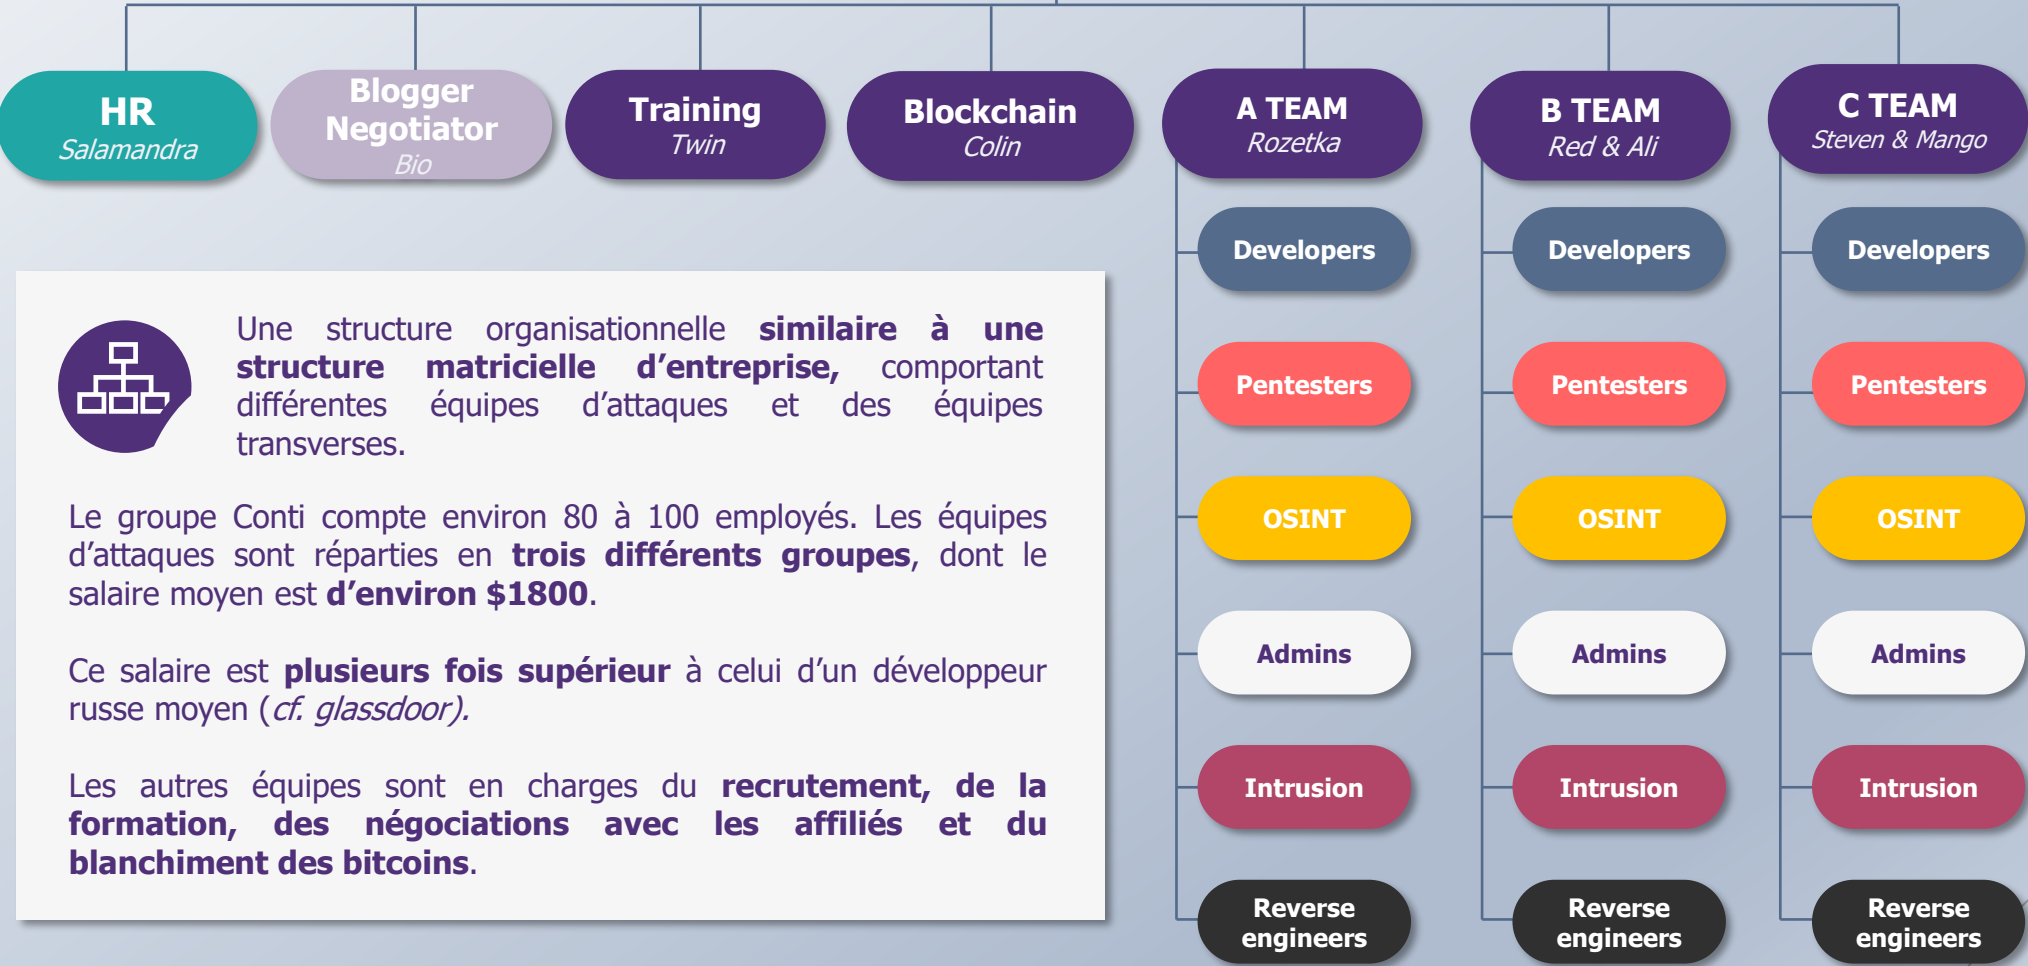 HR
Salamandra
Blogger
Negotiator
Bio
Training
Twin
Blockchain
Colin
A TEAM
Rozetka
B TEAM
Red & Ali
C TEAM
Steven & Mango
Une structure organisationnelle similaire à une
structure matricielle d’entreprise, comportant
différentes équipes d’attaques et des équipes
transverses.
Le groupe Conti compte environ 80 à 100 employés. Les équipes
d’attaques sont réparties en trois différents groupes, dont le
salaire moyen est d’environ $1800.
Ce salaire est plusieurs fois supérieur à celui d’un développeur
russe moyen (cf. glassdoor).
Les autres équipes sont en charges du recrutement, de la
formation, des négociations avec les affiliés et du
blanchiment des bitcoins.
Developers
Pentesters
OSINT
Admins
Intrusion
Reverse
engineers
Developers
Pentesters
OSINT
Admins
Intrusion
Reverse
engineers
Developers
Pentesters
OSINT
Admins
Intrusion
Reverse
engineers